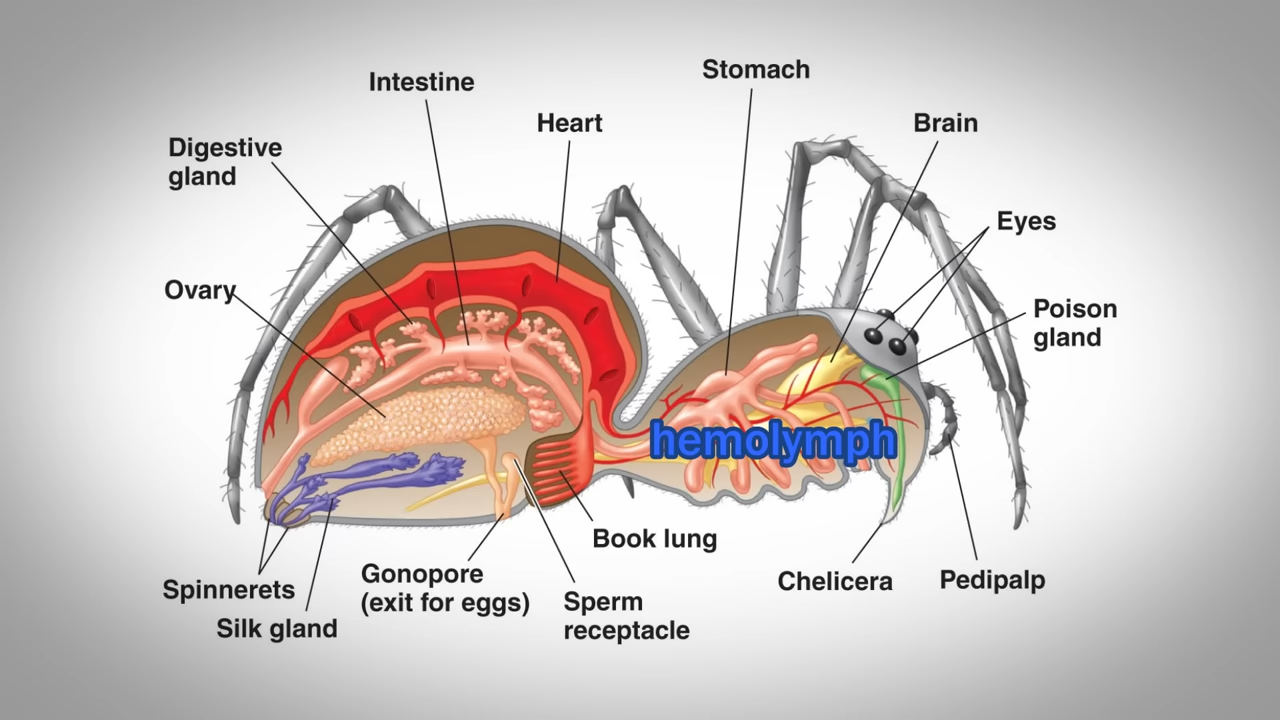 Stomach
Intestine
Heart
Brain
Digestive
gland
Eyes
Ovary
Poison
gland
hemolymph
Book lung
Gonopore
(exit for eggs)
Chelicera
Pedipalp
Spinnerets
Sperm
receptacle
Silk gland